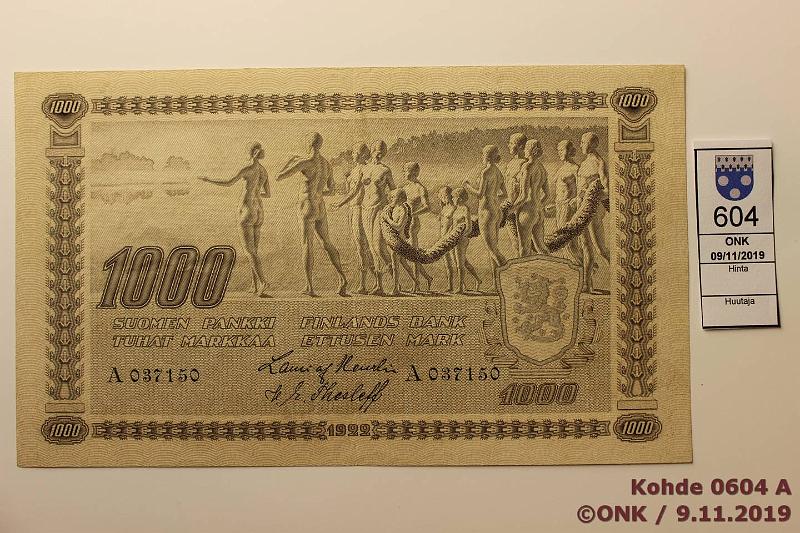 1000
1000
1000
SUOMEN PANKKI FINLANDS BANK
TUHAT MARKKAA ETTUSEN MARK
A 037150
A 037150
1000
1000
1922
1000
604
ONK
09/11/2019
Hinta
Huutaja
Kohde 0604 A
©ONK / 9.11.2019